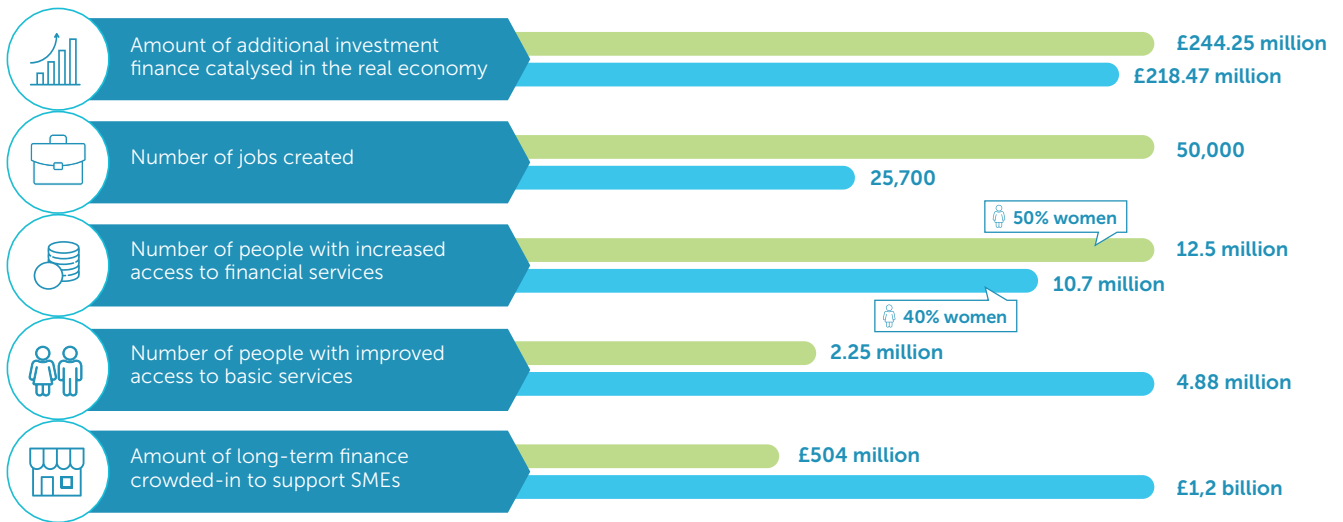 Amount of additional investment
finance catalysed in the real economy
£244.25 million
£218.47 million
Number of jobs created
50,000
25,700
50% women
Number of people with increased
access to financial services
12.5 million
10.7 million
40% women
Number of people with improved
access to basic services
2.25 million
4.88 million
Amount of long-term finance
crowded-in to support SMEs
£504 million
£1,2 billion